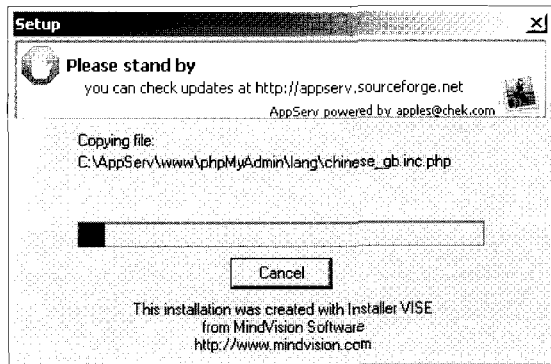 Setup
Please stand by
you can check updates at http://appserv.sourceforge.net
AppServ powered by apples@chek.com
Copying file:
C:\AppServ\www\phpMyAdmin\lang\chinese_gb.inc.php
Cancel
This installation was created with Installer VISE
from MindVision Software
http://www.mindvision.com